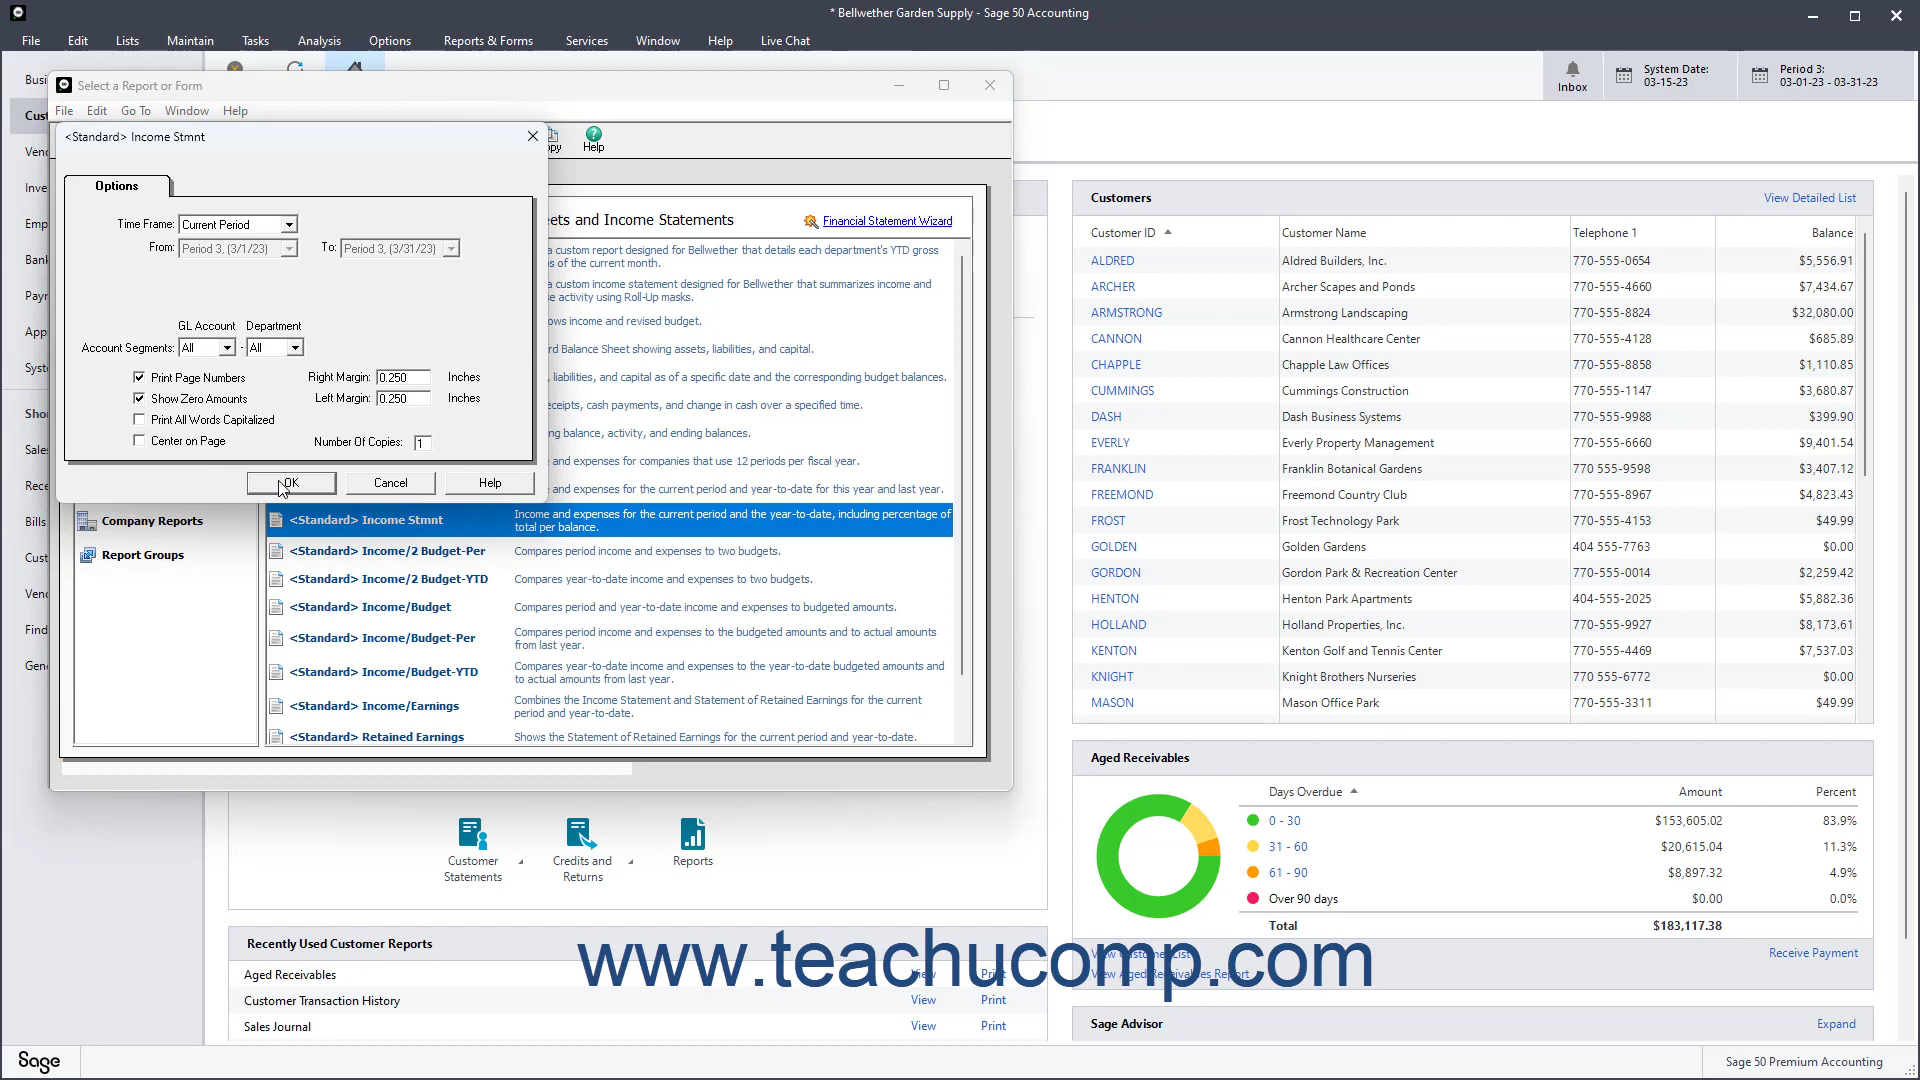 * Bellwether Garden Supply - Sage 50 Accounting
File Edit Lists Maintain Tasks Analysis Options Reports & Forms Services Window Help Live Chat
Inbox
System Date:
03-15-23
Period 3:
03-01-23 - 03-31-23
Select a Report or Form
File Edit Go To Window Help
Help
<Standard> Income Stmnt
Options
Time Frame: Current Period
From: Period 3, (3/1/23) To: Period 3, (3/31/23)
GL Account Department
Account Segments: All - All
Print Page Numbers Right Margin: 0.250 Inches
Show Zero Amounts Left Margin: 0.250 Inches
Print All Words Capitalized
Center on Page Number Of Copies: 1
OK Cancel Help
ets and Income Statements Financial Statement Wizard
a custom report designed for Bellwether that details each department's YTD gross
s of the current month.
a custom income statement designed for Bellwether that summarizes income and
se activity using Roll-Up masks.
ows income and revised budget.
rd Balance Sheet showing assets, liabilities, and capital.
, liabilities, and capital as of a specific date and the corresponding budget balances.
eceipts, cash payments, and change in cash over a specified time.
ing balance, activity, and ending balances.
e and expenses for companies that use 12 periods per fiscal year.
e and expenses for the current period and year-to-date for this year and last year.
Company Reports
Report Groups
<Standard> Income Stmnt Income and expenses for the current period and the year-to-date, including percentage of
total per balance.
<Standard> Income/2 Budget-Per Compares period income and expenses to two budgets.
<Standard> Income/2 Budget-YTD Compares year-to-date income and expenses to two budgets.
<Standard> Income/Budget Compares period and year-to-date income and expenses to budgeted amounts.
<Standard> Income/Budget-Per Compares period income and expenses to the budgeted amounts and to actual amounts
from last year.
<Standard> Income/Budget-YTD Compares year-to-date income and expenses to the year-to-date budgeted amounts and
to actual amounts from last year.
<Standard> Income/Earnings Combines the Income Statement and Statement of Retained Earnings for the current
period and year-to-date.
<Standard> Retained Earnings Shows the Statement of Retained Earnings for the current period and year-to-date.
Customer
Statements
Credits and
Returns
Reports
Recently Used Customer Reports
Aged Receivables View Print
Customer Transaction History View Print
Sales Journal View Print
Customers View Detailed List
Customer ID Customer Name Telephone 1 Balance
ALDRED Aldred Builders, Inc. 770-555-0654 $5,556.91
ARCHER Archer Scapes and Ponds 770-555-4660 $7,434.67
ARMSTRONG Armstrong Landscaping 770-555-8824 $32,080.00
CANNON Cannon Healthcare Center 770-555-4128 $685.89
CHAPPLE Chapple Law Offices 770-555-8858 $1,110.85
CUMMINGS Cummings Construction 770-555-1147 $3,680.87
DASH Dash Business Systems 770-555-9988 $399.90
EVERLY Everly Property Management 770-555-6660 $9,401.54
FRANKLIN Franklin Botanical Gardens 770 555-9598 $3,407.12
FREEMOND Freemond Country Club 770-555-8967 $4,823.43
FROST Frost Technology Park 770-555-4153 $49.99
GOLDEN Golden Gardens 404 555-7763 $0.00
GORDON Gordon Park & Recreation Center 770-555-0014 $2,259.42
HENTON Henton Park Apartments 404-555-2025 $5,882.36
HOLLAND Holland Properties, Inc. 770-555-9927 $8,173.61
KENTON Kenton Golf and Tennis Center 770-555-4469 $7,537.03
KNIGHT Knight Brothers Nurseries 770 555-6772 $0.00
MASON Mason Office Park 770-555-3311 $49.99
Aged Receivables
Days Overdue Amount Percent
0 - 30 $153,605.02 83.9%
31 - 60 $20,615.04 11.3%
61 - 90 $8,897.32 4.9%
Over 90 days $0.00 0.0%
Total $183,117.38
View Customer List Receive Payment
View Aged Receivables Report
Sage Advisor Expand
www.teachucomp.com
Sage Sage 50 Premium Accounting